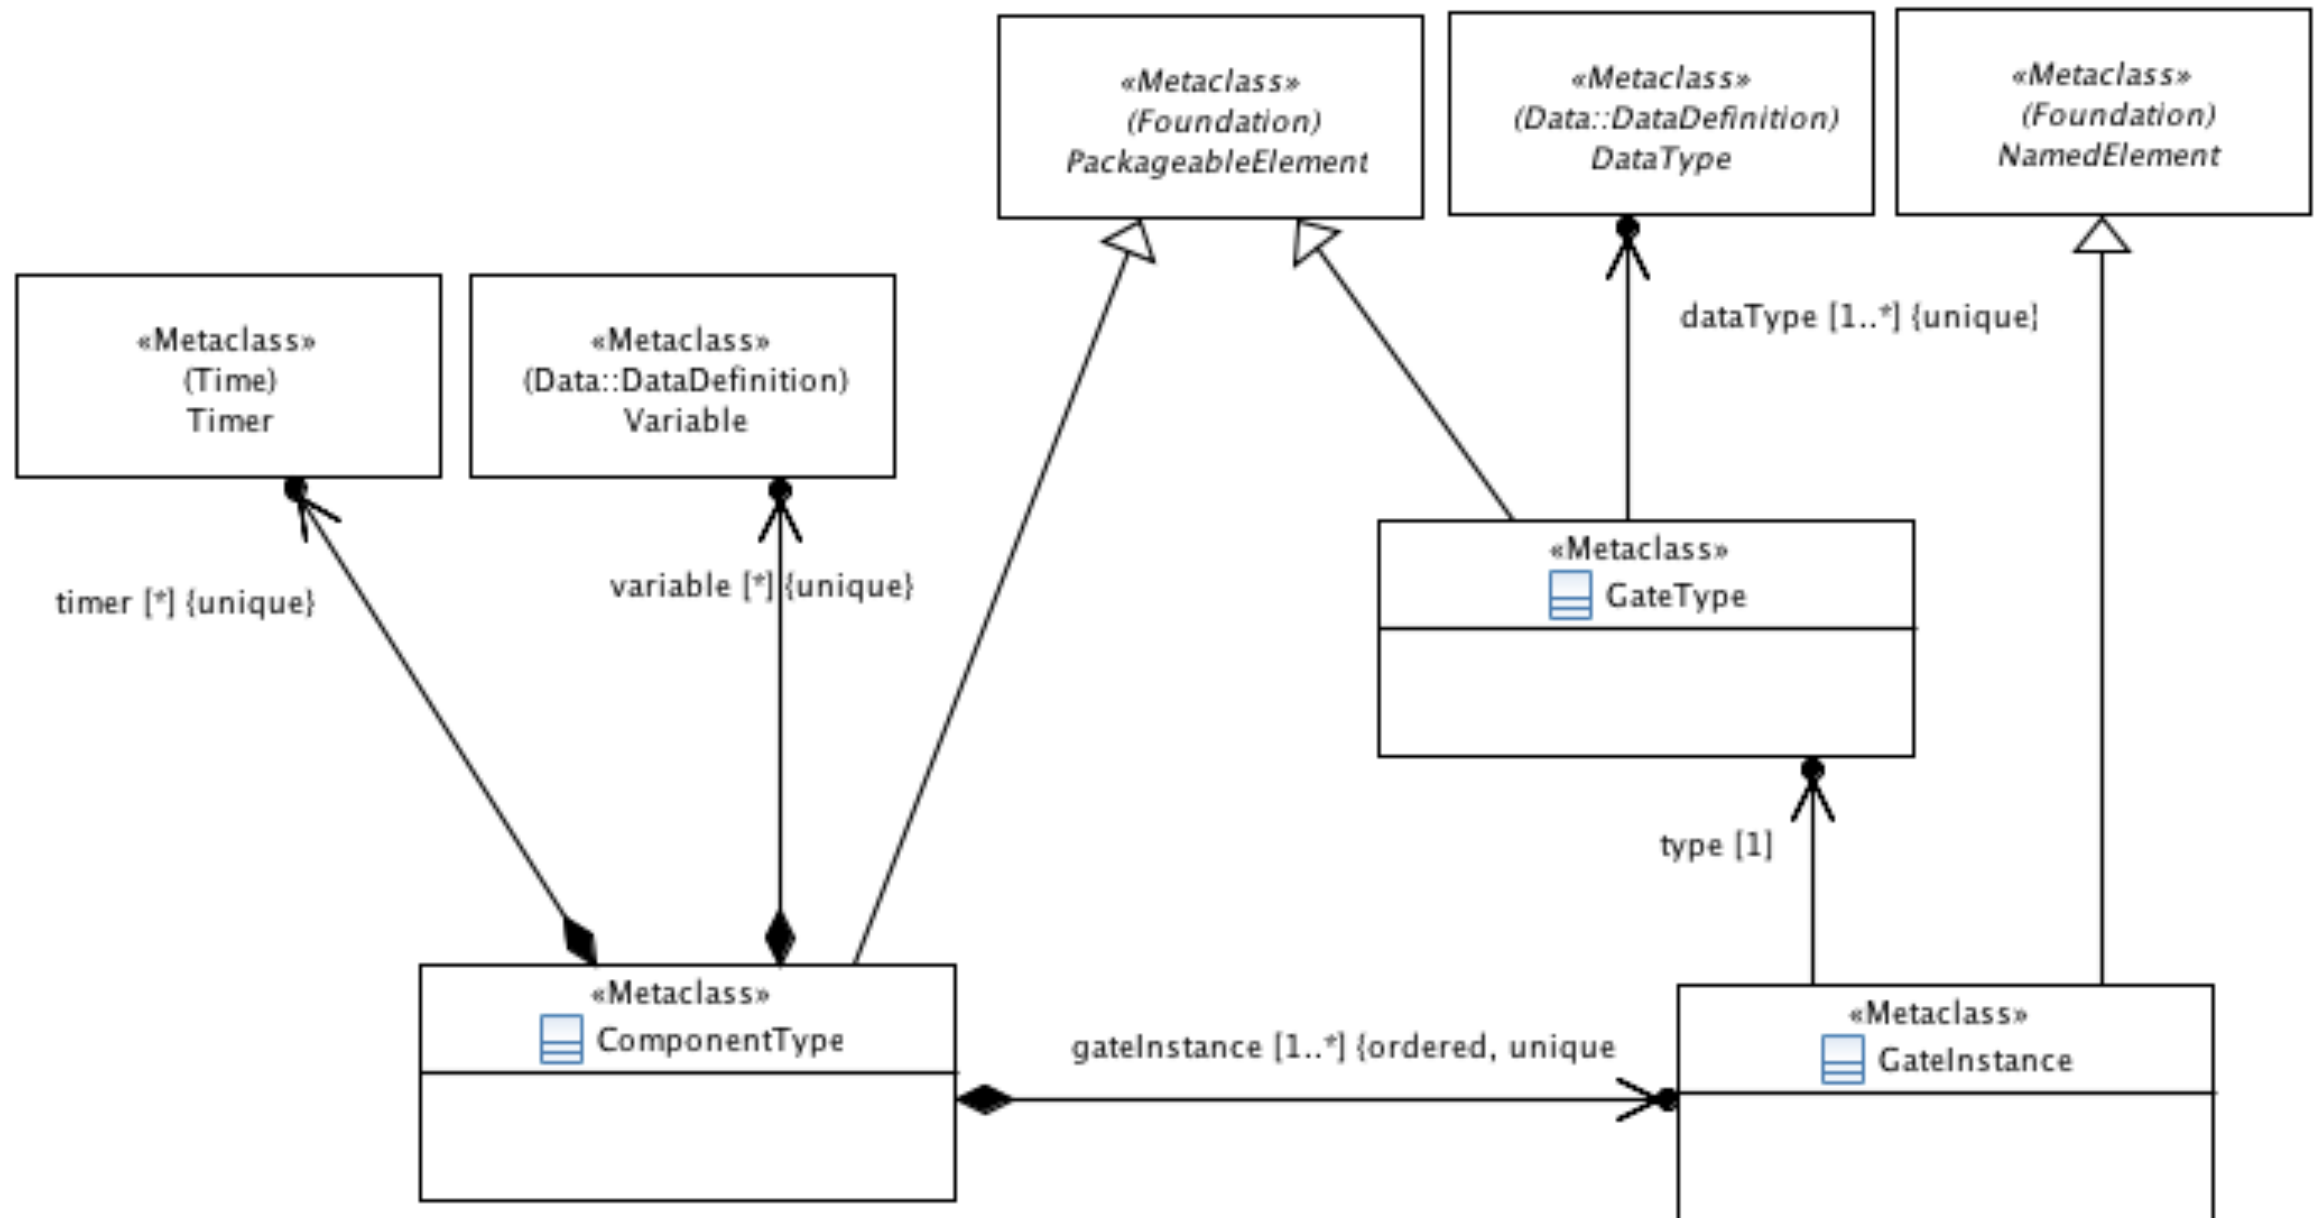 «Metaclass»
(Foundation)
PackageableElement
«Metaclass»
(Data::DataDefinition)
DataType
«Metaclass»
(Foundation)
NamedElement
«Metaclass»
(Time)
Timer
«Metaclass»
(Data::DataDefinition)
Variable
dataType [1..*] {unique}
timer [*] {unique}
variable [*] {unique}
«Metaclass»
GateType
type [1]
«Metaclass»
ComponentType
gateInstance [1..*] {ordered, unique
«Metaclass»
GateInstance